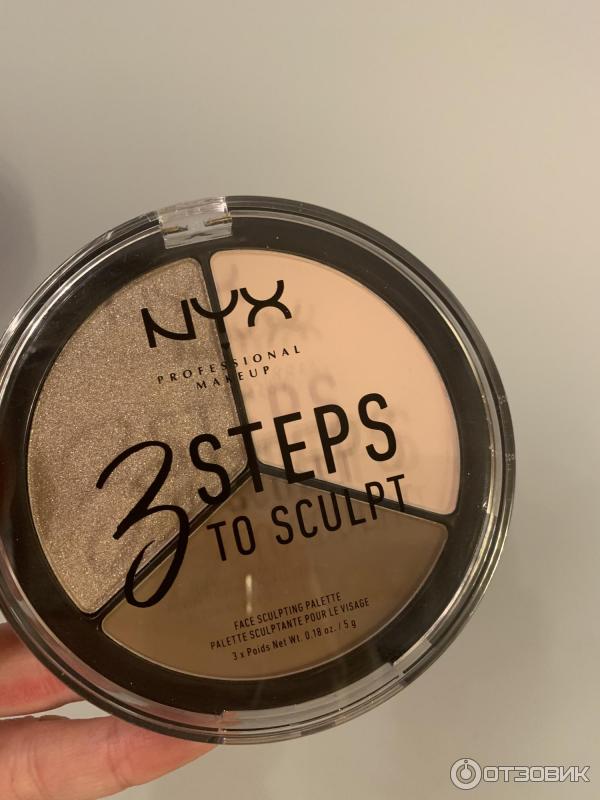 NYX
PROFESSIONAL
MAKEUP
3 STEPS
TO SCULPT
FACE SCULPTING PALETTE
PALETTE SCULPTANTE POUR LE VISAGE
3 x Poids Net Wt. 0.18 oz. / 5 g
ОТЗОВИК